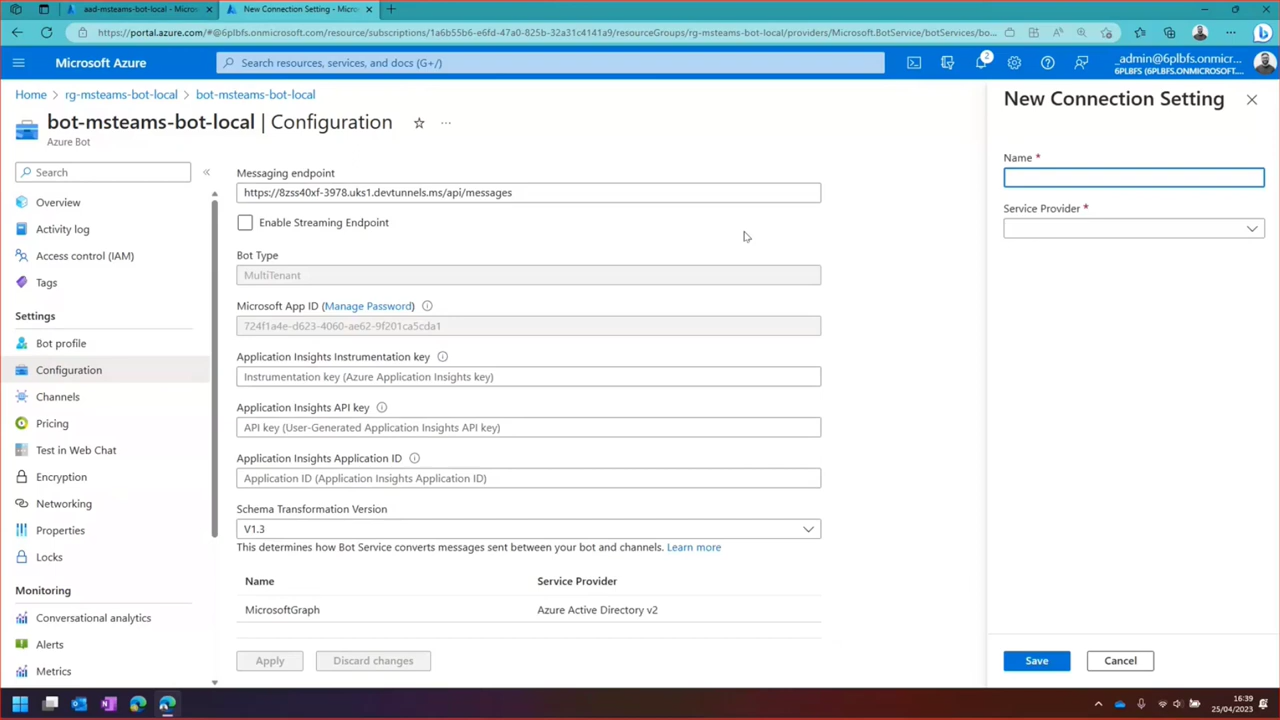 aad-msteams-bot-local - Micros
New Connection Setting - Micros
https://portal.azure.com/#@6plbfs.onmicrosoft.com/resource/subscriptions/1a6b55b6-e6fd-47a0-825b-32a31c4141a9/resourceGroups/rg-msteams-bot-local/providers/Microsoft.BotService/botServices/bo...
Microsoft Azure
Search resources, services, and docs (G+/)
2
_admin@6plbfs.onmicr...
6PLBFS (6PLBFS.ONMICROSOFT....
Home > rg-msteams-bot-local > bot-msteams-bot-local
bot-msteams-bot-local | Configuration
Azure Bot
Search
Overview
Activity log
Access control (IAM)
Tags
Settings
Bot profile
Configuration
Channels
Pricing
Test in Web Chat
Encryption
Networking
Properties
Locks
Monitoring
Conversational analytics
Alerts
Metrics
Messaging endpoint
https://8zss40xf-3978.uks1.devtunnels.ms/api/messages
Enable Streaming Endpoint
Bot Type
MultiTenant
Microsoft App ID (Manage Password)
724f1a4e-d623-4060-ae62-9f201ca5cda1
Application Insights Instrumentation key
Instrumentation key (Azure Application Insights key)
Application Insights API key
API key (User-Generated Application Insights API key)
Application Insights Application ID
Application ID (Application Insights Application ID)
Schema Transformation Version
V1.3
This determines how Bot Service converts messages sent between your bot and channels. Learn more
Name Service Provider
MicrosoftGraph Azure Active Directory v2
Apply Discard changes
New Connection Setting
Name *
Service Provider *
Save Cancel
16:39
25/04/2023